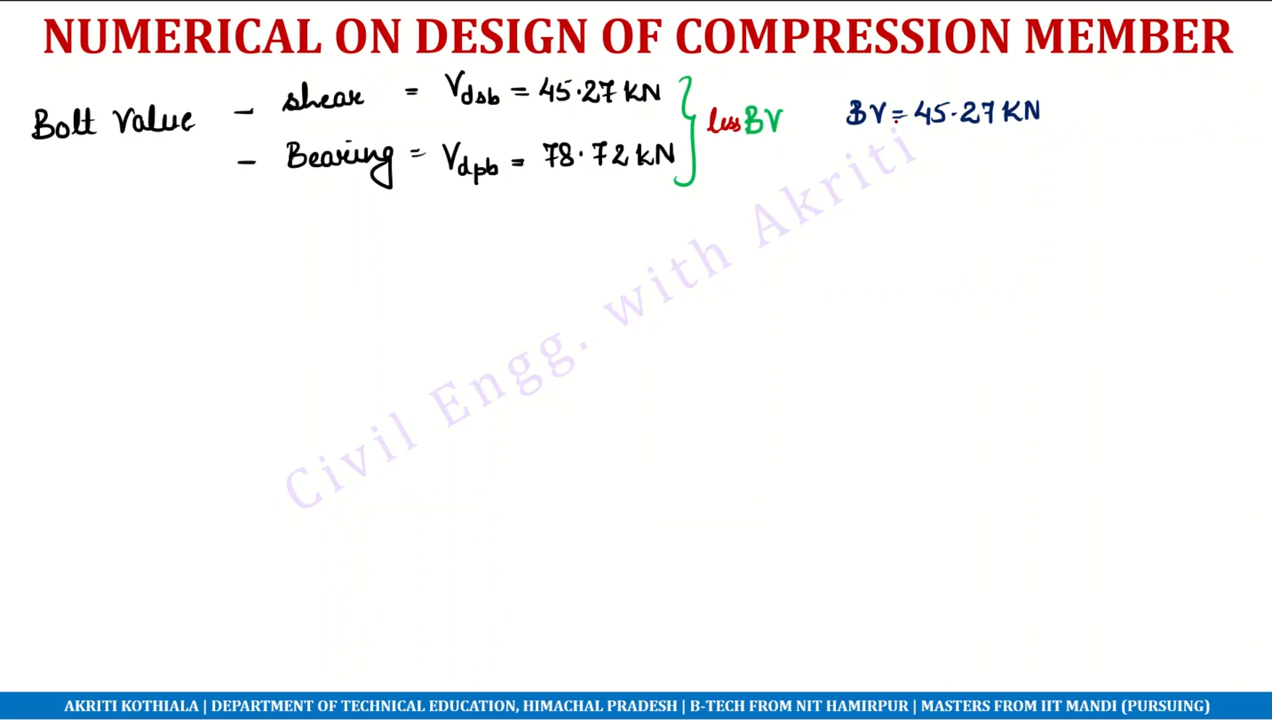 NUMERICAL ON DESIGN OF COMPRESSION MEMBER
Bolt Value - shear = Vdsb = 45.27 KN
- Bearing = Vdpb = 78.72 KN
less BV
BV = 45.27 KN
Civil Engg. with Akriti
AKRITI KOTHIALA | DEPARTMENT OF TECHNICAL EDUCATION, HIMACHAL PRADESH | B-TECH FROM NIT HAMIRPUR | MASTERS FROM IIT MANDI (PURSUING)